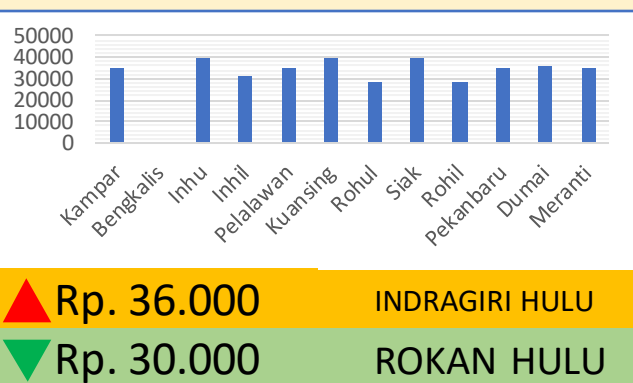 50000
40000
30000
20000
10000
0
Kampar
Bengkalis
Inhu
Inhil
Pelalawan
Kuansing
Rohul
Siak
Rohil
Pekanbaru
Dumai
Meranti
Rp. 36.000 INDRAGIRI HULU
Rp. 30.000 ROKAN HULU